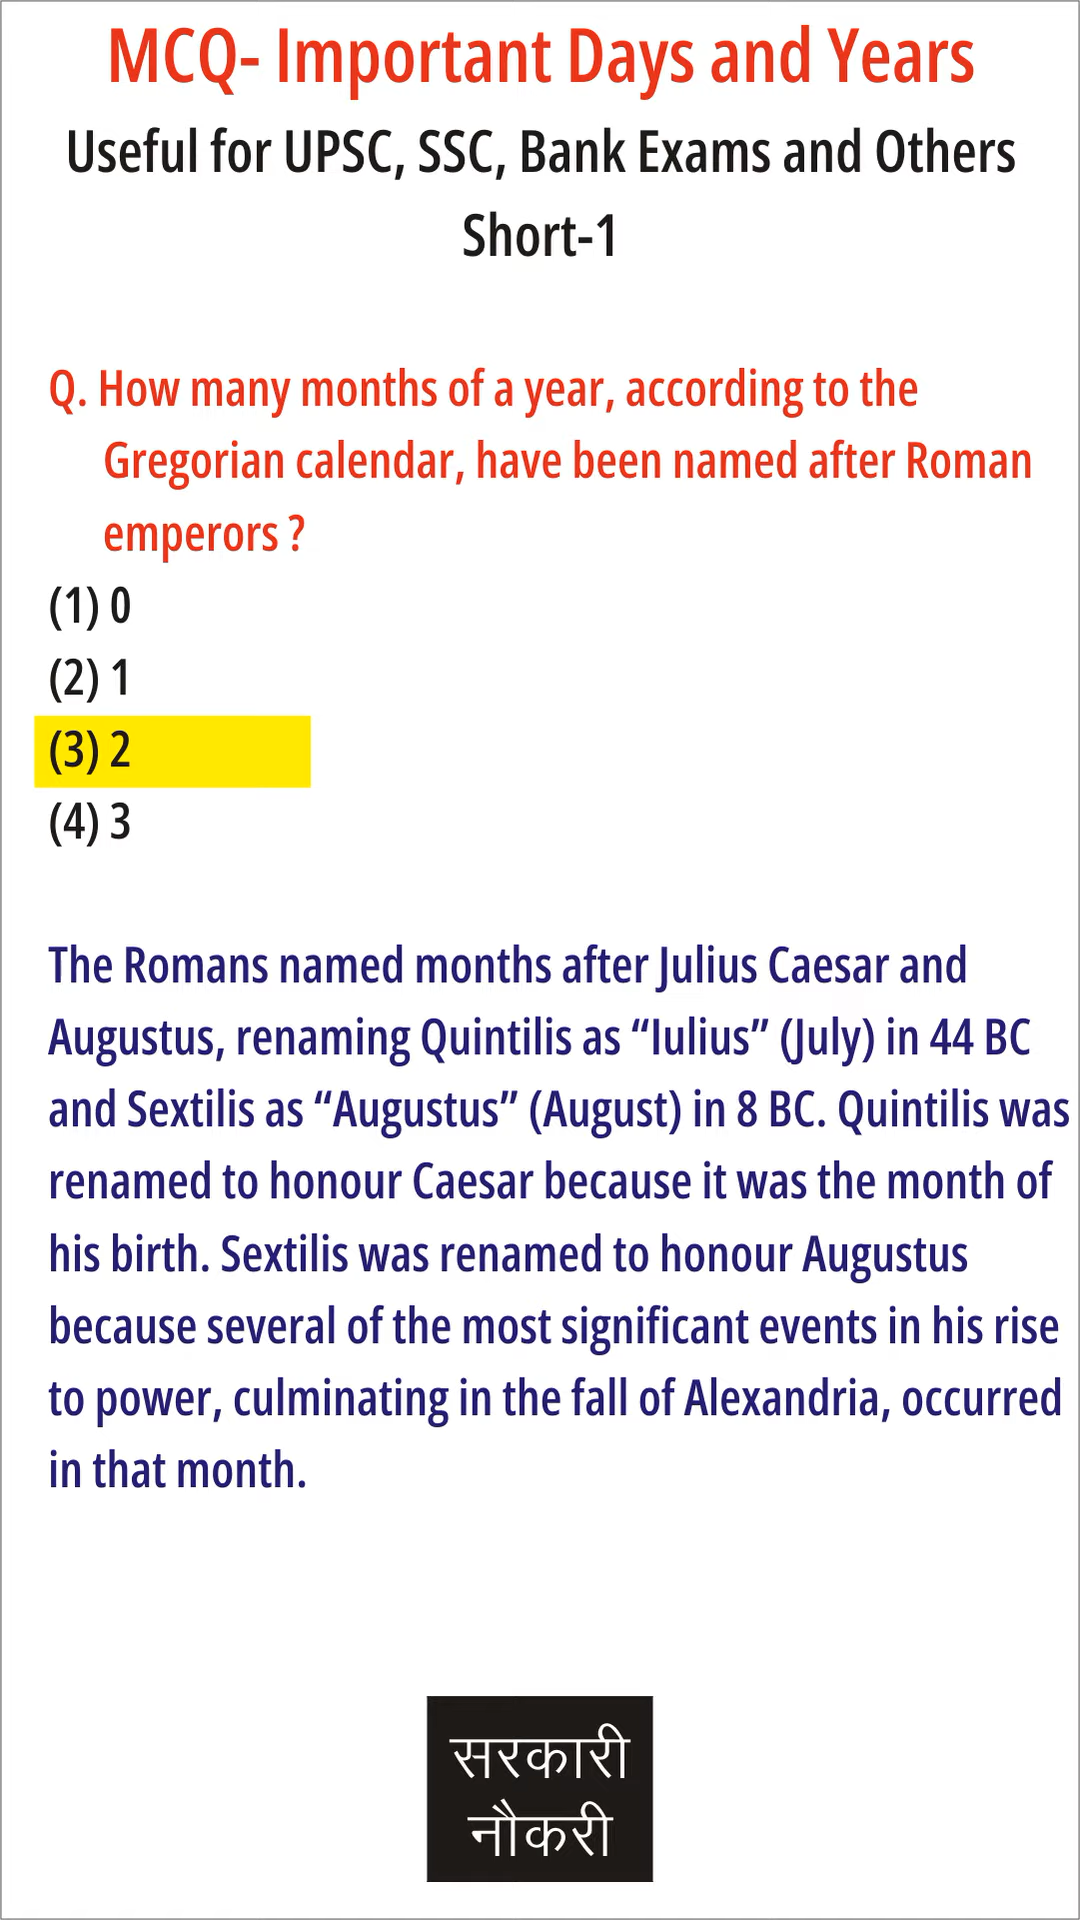 MCQ- Important Days and Years
Useful for UPSC, SSC, Bank Exams and Others
Short-1
Q. How many months of a year, according to the
Gregorian calendar, have been named after Roman
emperors ?
(1) 0
(2) 1
(3) 2
(4) 3
The Romans named months after Julius Caesar and
Augustus, renaming Quintilis as “Iulius” (July) in 44 BC
and Sextilis as “Augustus” (August) in 8 BC. Quintilis was
renamed to honour Caesar because it was the month of
his birth. Sextilis was renamed to honour Augustus
because several of the most significant events in his rise
to power, culminating in the fall of Alexandria, occurred
in that month.
सरकारी
नौकरी